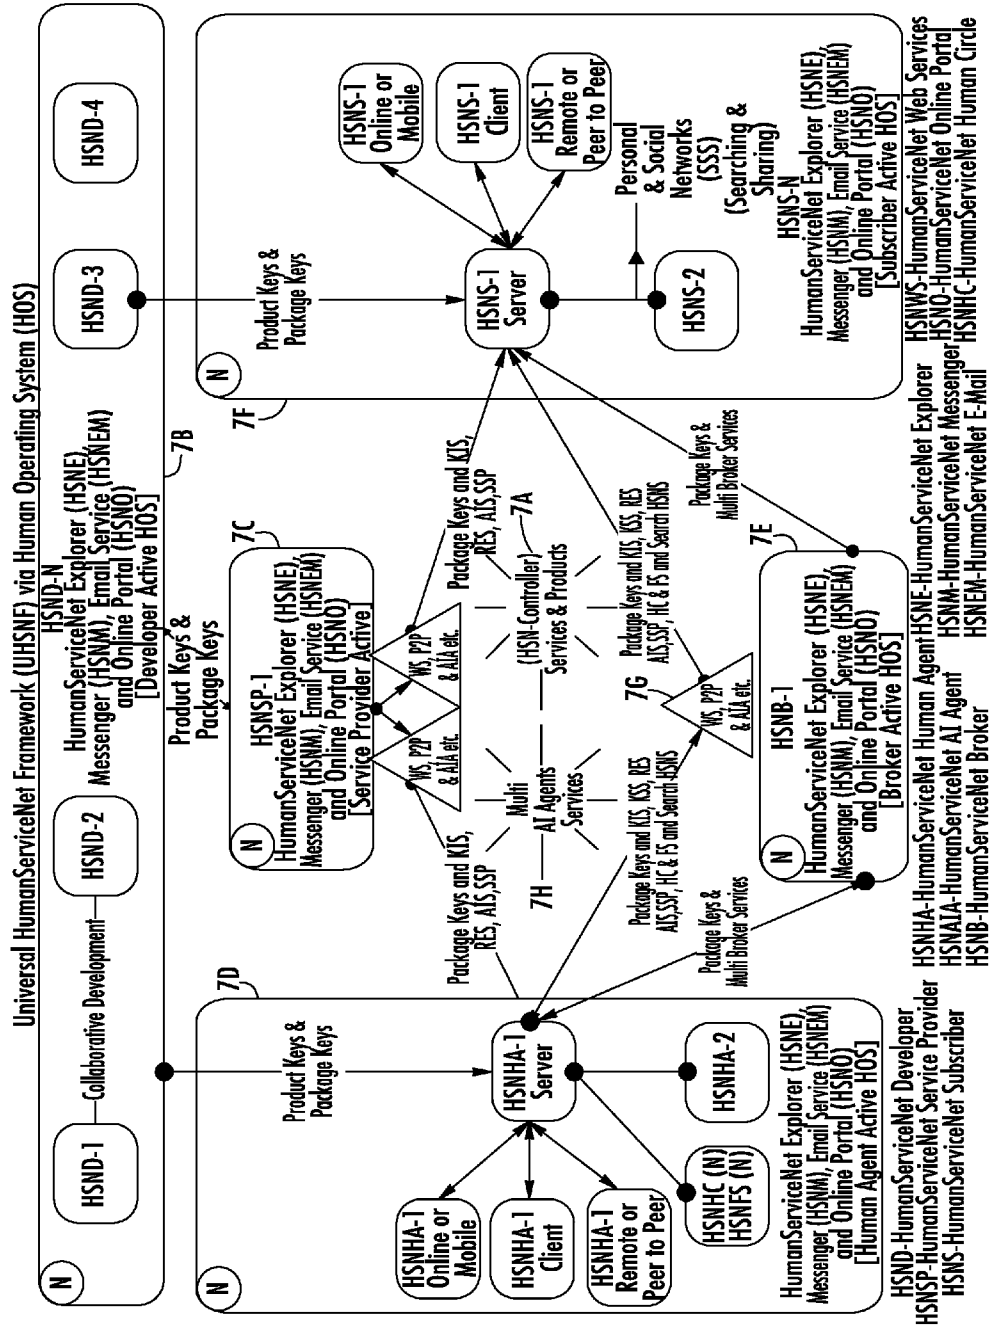 Universal HumanServiceNet Framework (UHSNF) via Human Operating System (HOS)
N
HSND-1
Collaborative Development
HSND-2
HSND-N
HumanServiceNet Explorer (HSNE),
Messenger (HSNM), Email Service (HSNEM)
and Online Portal (HSNO)
[Developer Active HOS]
HSND-3
HSND-4
7B
Product Keys &
Package Keys
7D
N
Product Keys &
Package Keys
HSNHA-1
Online or
Mobile
HSNHA-1
Client
HSNHA-1
Remote or
Peer to Peer
HSNHA-1
Server
HSNHC (N)
HSNFS (N)
HSNHA-2
HumanServiceNet Explorer (HSNE),
Messenger (HSNM), Email Service (HSNEM)
and Online Portal (HSNO)
[Human Agent Active HOS]
7C
N
HSNSP-1
HumanServiceNet Explorer (HSNE),
Messenger (HSNM), Email Service (HSNEM)
and Online Portal (HSNO)
[Service Provider Active]
WS, P2P
& AIA etc.
WS, P2P
& AIA etc.
Package Keys and KIS,
RES, AIS,SSP
Package Keys and KIS,
RES, AIS,SSP
7H
Multi
AI Agents
Services
7A
(HSN-Controller)
Services & Products
Package Keys and KIS, KSS, RES
AIS,SSP, HC & FS and Search HSNS
Package Keys and KIS, KSS, RES
AIS,SSP, HC & FS and Search HSNS
7G
WS, P2P
& AIA etc.
Package Keys &
Multi Broker Services
Package Keys &
Multi Broker Services
7E
N
HSNB-1
HumanServiceNet Explorer (HSNE),
Messenger (HSNM), Email Service (HSNEM)
and Online Portal (HSNO)
[Broker Active HOS]
7F
N
Product Keys &
Package Keys
HSNS-1
Server
HSNS-1
Online or
Mobile
HSNS-1
Client
HSNS-1
Remote or
Peer to Peer
Personal
& Social
Networks
(SSS)
(Searching &
Sharing)
HSNS-2
HSNS-N
HumanServiceNet Explorer (HSNE),
Messenger (HSNM), Email Service (HSNEM)
and Online Portal (HSNO)
[Subscriber Active HOS]
HSND-HumanServiceNet Developer
HSNSP-HumanServiceNet Service Provider
HSNS-HumanServiceNet Subscriber
HSNHA-HumanServiceNet Human Agent
HSNAIA-HumanServiceNet AI Agent
HSNB-HumanServiceNet Broker
HSNE-HumanServiceNet Explorer
HSNM-HumanServiceNet Messenger
HSNEM-HumanServiceNet E-Mail
HSNWS-HumanServiceNet Web Services
HSNO-HumanServiceNet Online Portal
HSNHC-HumanServiceNet Human Circle